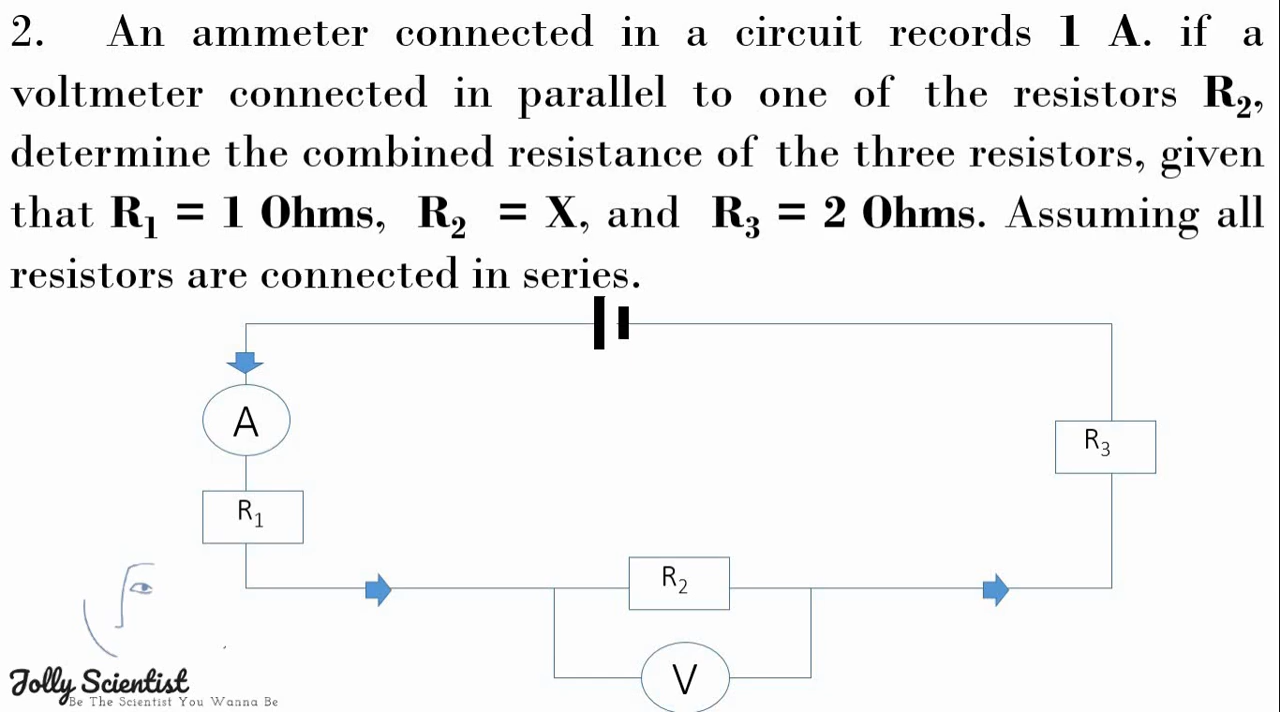 2. An ammeter connected in a circuit records 1 A. if a
voltmeter connected in parallel to one of the resistors R₂,
determine the combined resistance of the three resistors, given
that R₁ = 1 Ohms, R₂ = X, and R₃ = 2 Ohms. Assuming all
resistors are connected in series.
A
R₃
R₁
R₂
V
Jolly Scientist
Be The Scientist You Wanna Be